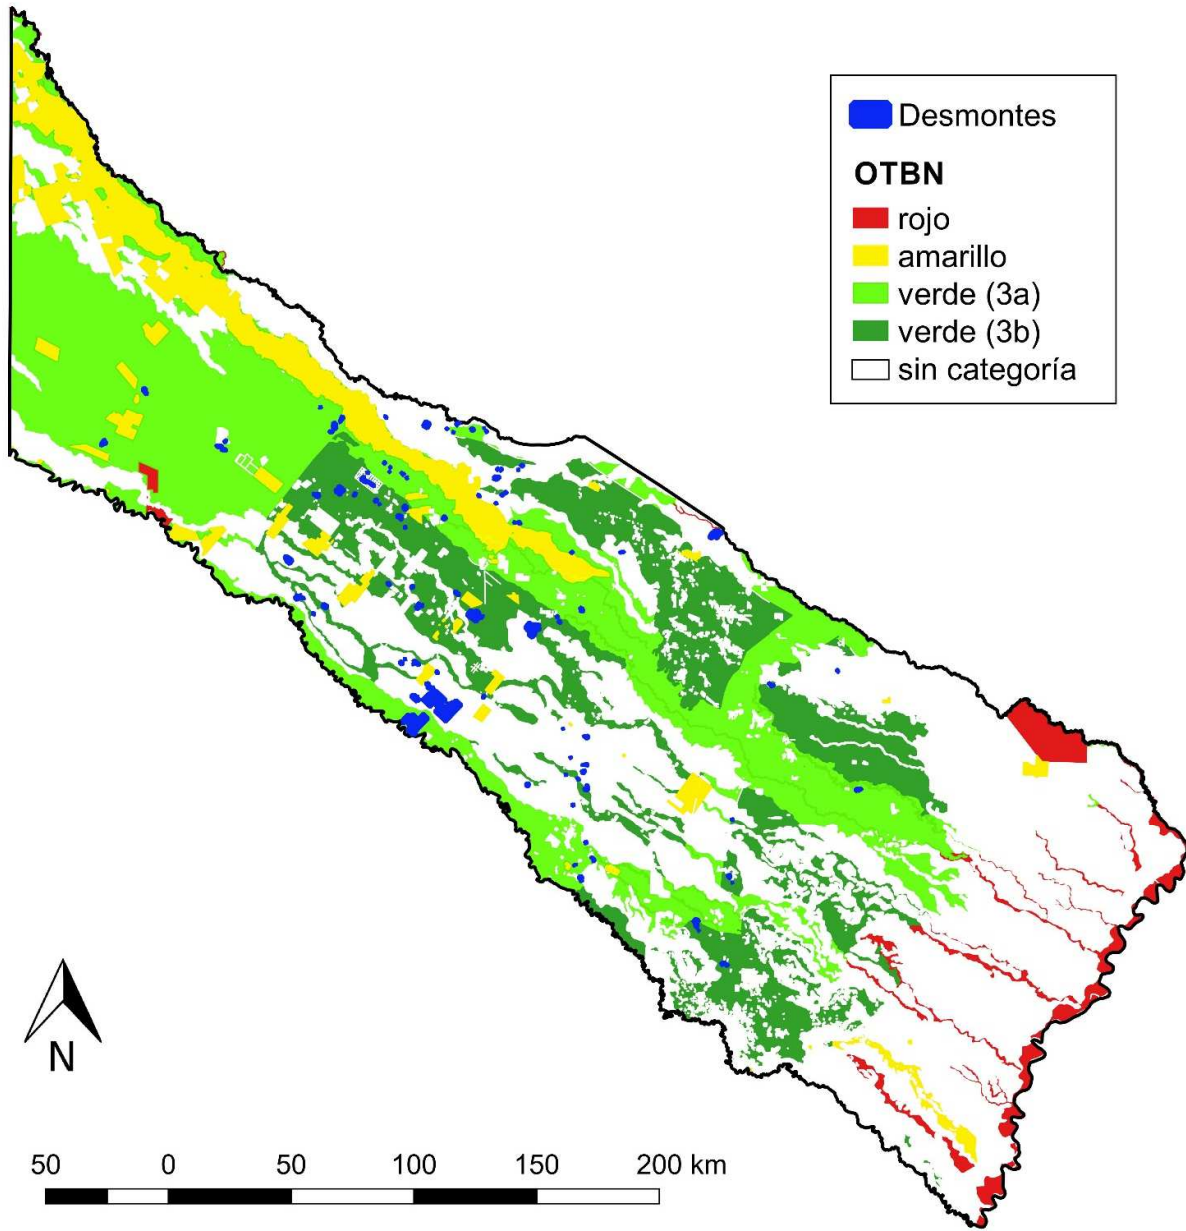 Desmontes
OTBN
rojo
amarillo
verde (3a)
verde (3b)
sin categoría
N
50 0 50 100 150 200 km